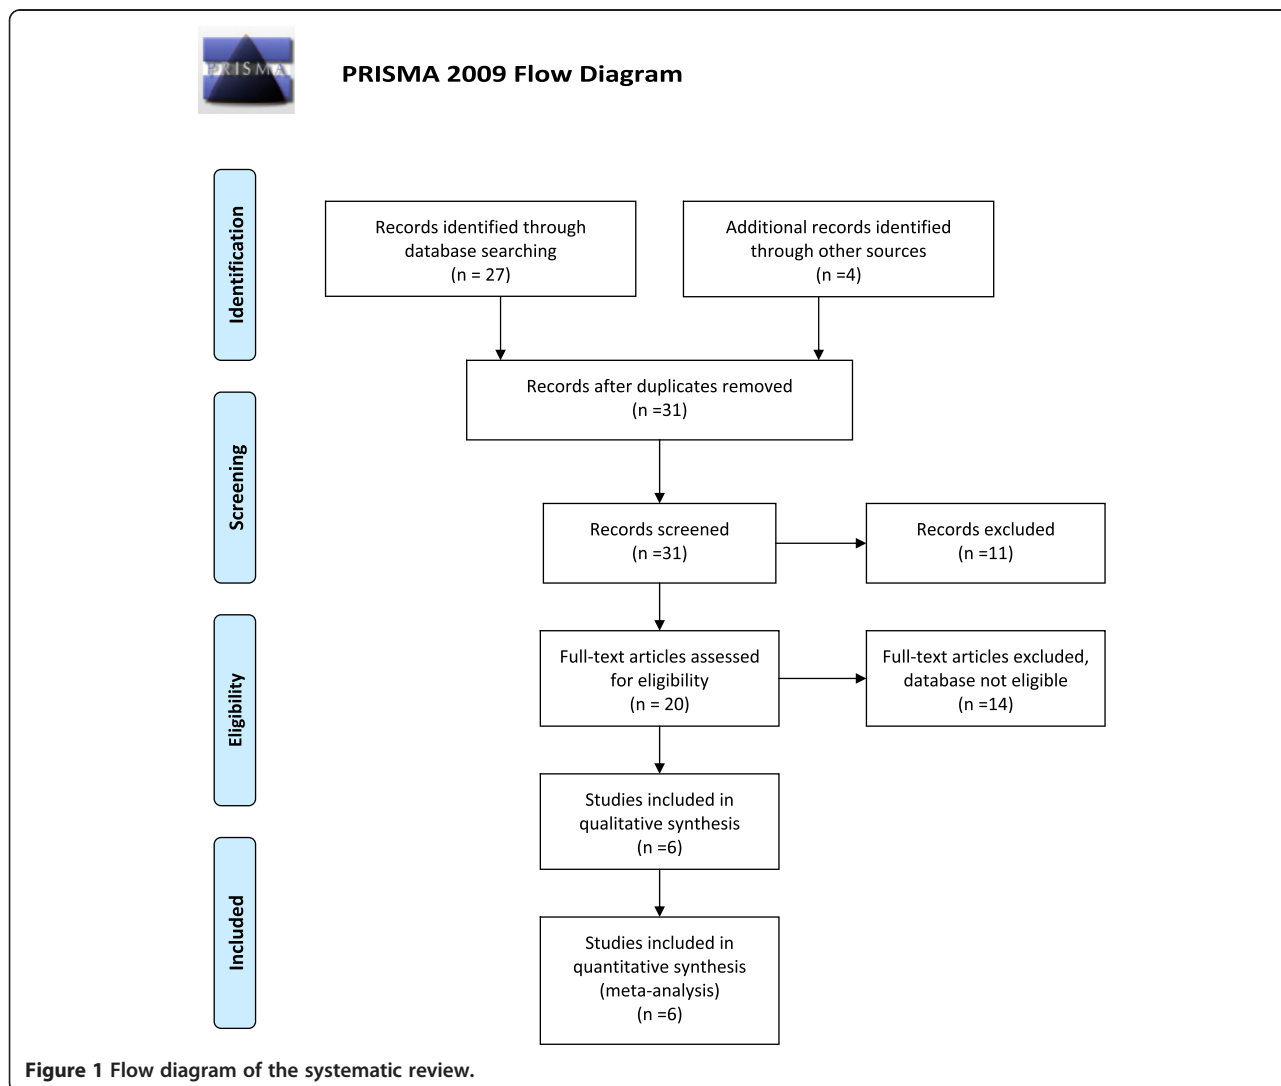 PRISMA
PRISMA 2009 Flow Diagram
Identification
Records identified through
database searching
(n = 27)
Additional records identified
through other sources
(n =4)
Records after duplicates removed
(n =31)
Screening
Records screened
(n =31)
Records excluded
(n =11)
Eligibility
Full-text articles assessed
for eligibility
(n = 20)
Full-text articles excluded,
database not eligible
(n =14)
Studies included in
qualitative synthesis
(n =6)
Included
Studies included in
quantitative synthesis
(meta-analysis)
(n =6)
Figure 1 Flow diagram of the systematic review.